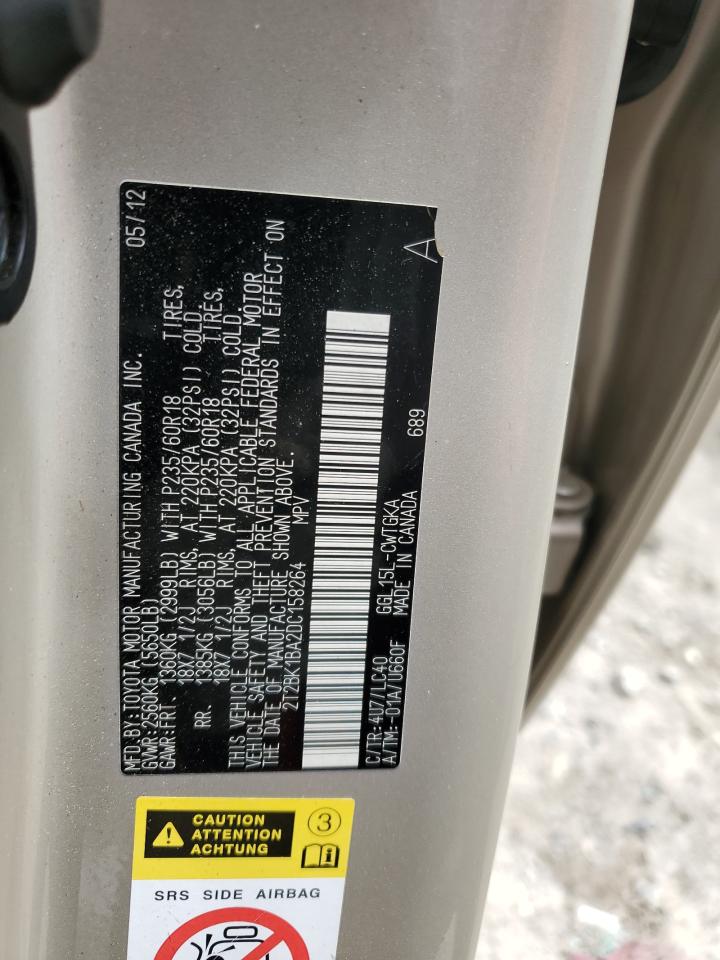 MFD.BY:TOYOTA MOTOR MANUFACTURING CANADA INC. 05/12
GVWR:2560KG (5650LB)
GAWR:FRT 1360KG (2999LB) WITH P235/60R18 TIRES,
18X7 1/2J RIMS, AT 220KPA (32PSI) COLD.
RR. 1385KG (3056LB) WITH P235/60R18 TIRES,
18X7 1/2J RIMS, AT 220KPA (32PSI) COLD.
THIS VEHICLE CONFORMS TO ALL APPLICABLE FEDERAL MOTOR
VEHICLE SAFETY AND THEFT PREVENTION STANDARDS IN EFFECT ON
THE DATE OF MANUFACTURE SHOWN ABOVE.
2T2BK1BA2DC158264 MPV
A
C/TR:4U7/LC40 GGL15L-CWTGKA 689
A/TM:-01A/U660F MADE IN CANADA
CAUTION
ATTENTION
ACHTUNG
3
SRS SIDE AIRBAG